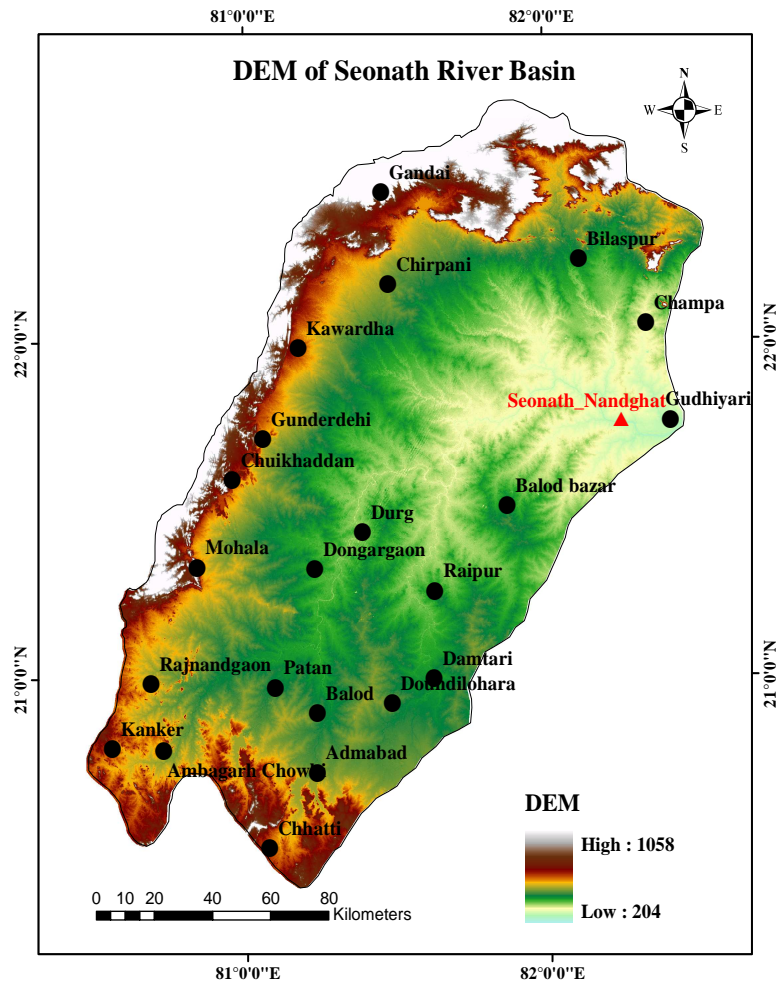 81°0'0"E
82°0'0"E
DEM of Seonath River Basin
N
W
E
S
Gandai
Bilaspur
Chirpani
Champa
Kawardha
22°0'0"N
22°0'0"N
Seonath_Nandghat
Gudhiyari
Gunderdehi
Chuikhaddan
Balod bazar
Durg
Mohala
Dongargaon
Raipur
Damtari
Rajnandgaon
Patan
Doundilohara
21°0'0"N
21°0'0"N
Balod
Kanker
Admabad
Ambagarh Chowki
Chhatti
DEM
High : 1058
Low : 204
0 10 20 40 60 80
Kilometers
81°0'0"E
82°0'0"E